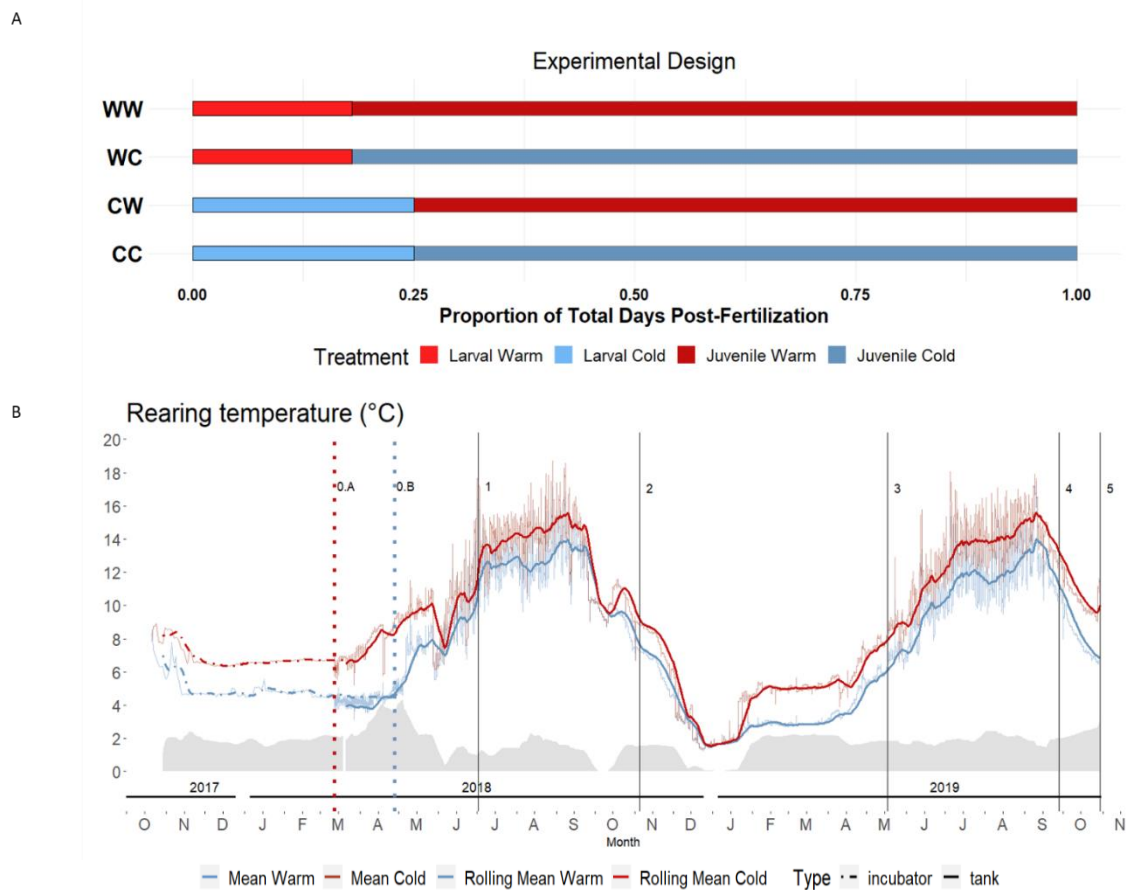 A
Experimental Design
WW
WC
CW
CC
0.00 0.25 0.50 0.75 1.00
Proportion of Total Days Post-Fertilization
Treatment Larval Warm Larval Cold Juvenile Warm Juvenile Cold
B
Rearing temperature (°C)
20
18
16
14
12
10
8
6
4
2
0
0.A 0.B 1 2 3 4 5
2017 2018 2019
O N D J F M A M J J A S O N D J F M A M J J A S O N
Month
Mean Warm Mean Cold Rolling Mean Warm Rolling Mean Cold Type incubator tank